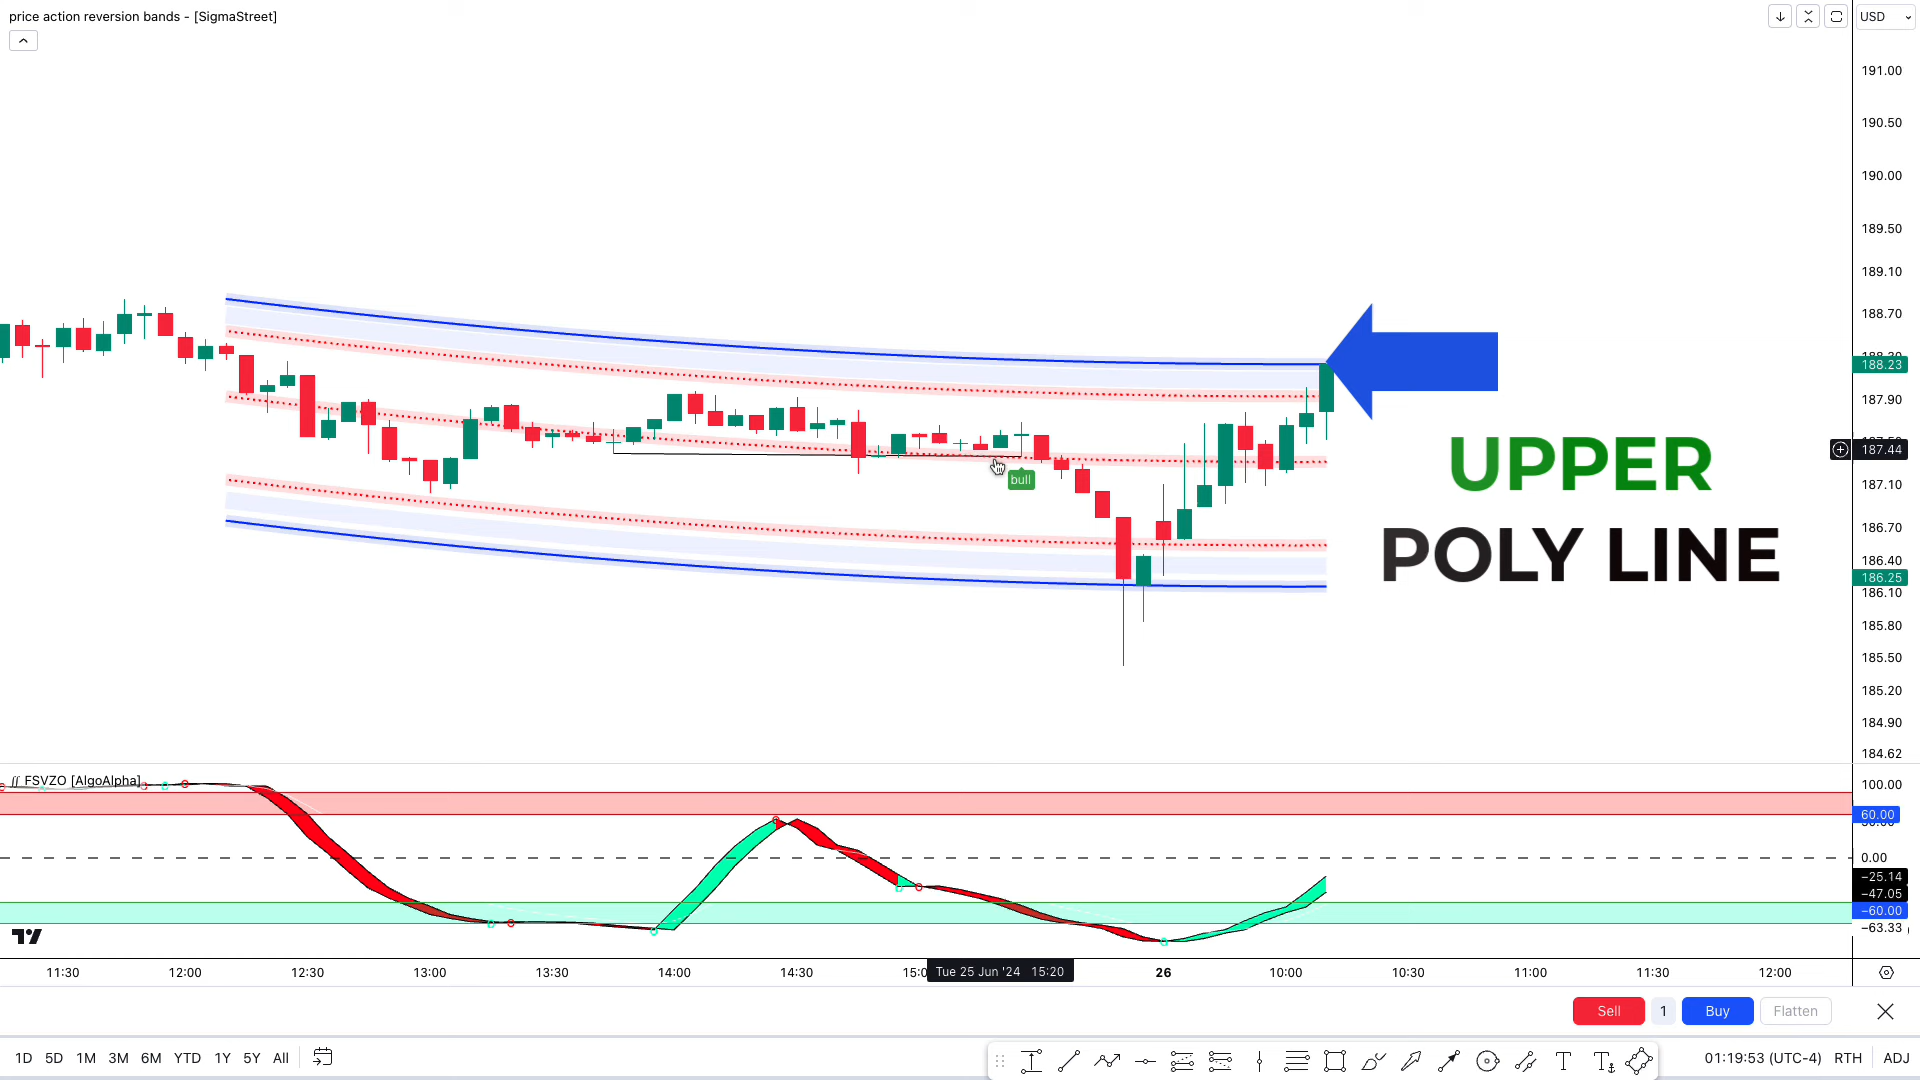 price action reversion bands - [SigmaStreet]
USD
191.00
190.50
190.00
189.50
189.10
188.70
188.23
187.90
187.44
187.10
186.70
186.40
186.25
186.10
185.80
185.50
185.20
184.90
184.62
UPPER
POLY LINE
bull
∬ FSVZO [AlgoAlpha]
100.00
60.00
0.00
−25.14
−47.05
−60.00
−63.33
11:30 12:00 12:30 13:00 13:30 14:00 14:30 15:0 Tue 25 Jun '24 15:20 26 10:00 10:30 11:00 11:30 12:00
Sell 1 Buy Flatten
1D 5D 1M 3M 6M YTD 1Y 5Y All
01:19:53 (UTC-4) RTH ADJ